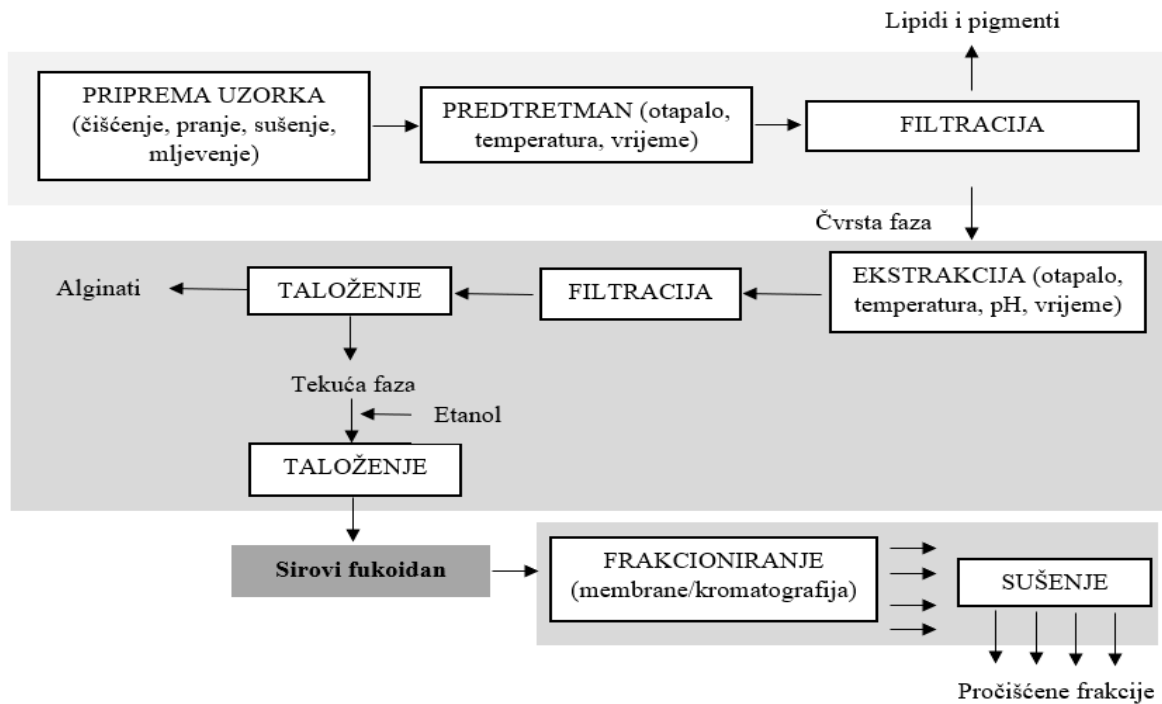 Lipidi i pigmenti
PRIPREMA UZORKA
(čišćenje, pranje, sušenje,
mljevenje)
PREDTRETMAN (otapalo,
temperatura, vrijeme)
FILTRACIJA
Čvrsta faza
EKSTRAKCIJA (otapalo,
temperatura, pH, vrijeme)
FILTRACIJA
TALOŽENJE
Alginati
Tekuća faza
Etanol
TALOŽENJE
Sirovi fukoidan
FRAKCIONIRANJE
(membrane/kromatografija)
SUŠENJE
Pročišćene frakcije